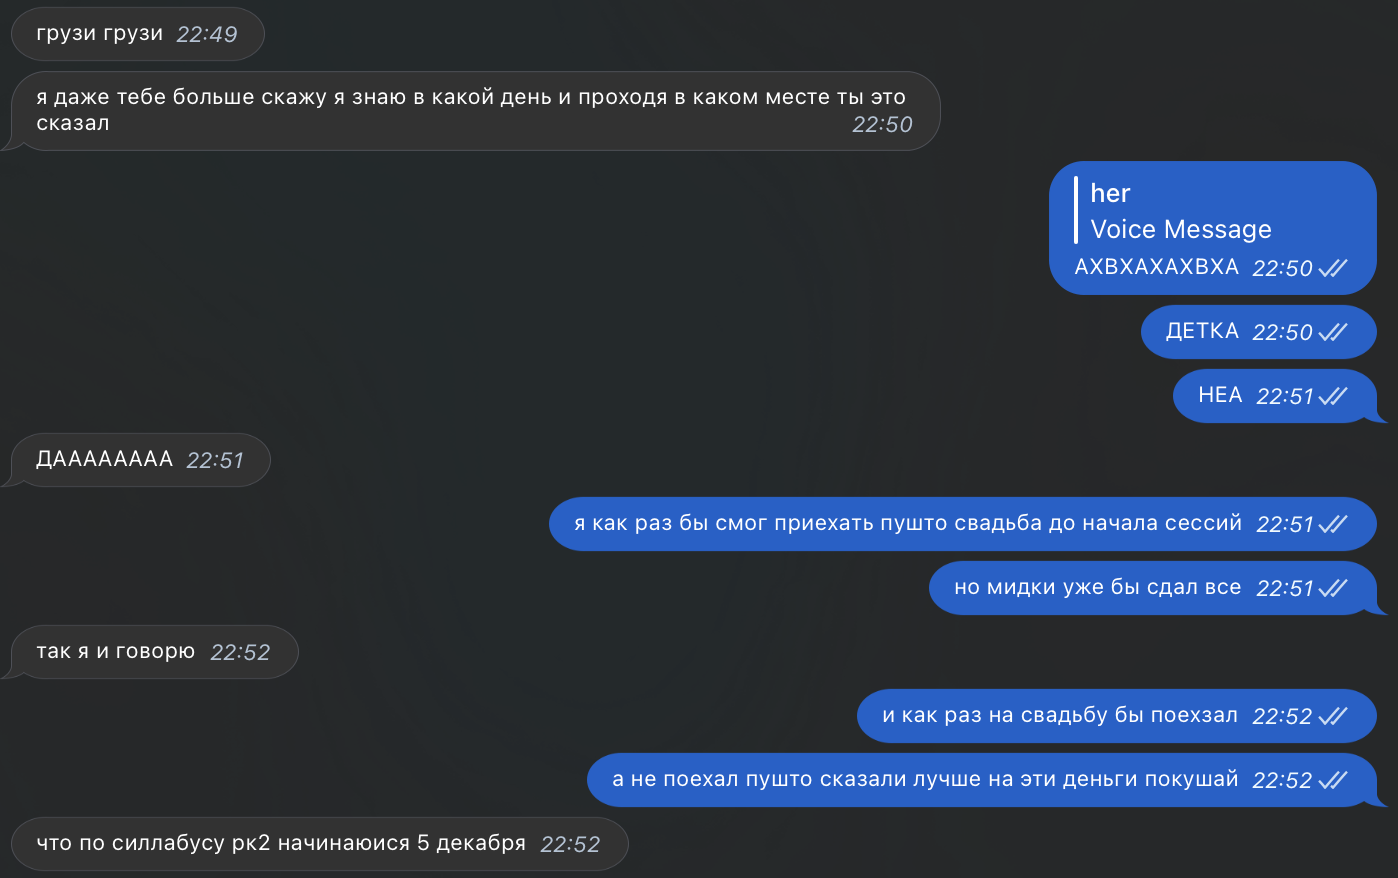 грузи грузи 22:49
я даже тебе больше скажу я знаю в какой день и проходя в каком месте ты это
сказал 22:50
her
Voice Message
АХВХАХАХВХА 22:50
ДЕТКА 22:50
НЕА 22:51
ДАААААААА 22:51
я как раз бы смог приехать пушто свадьба до начала сессий 22:51
но мидки уже бы сдал все 22:51
так я и говорю 22:52
и как раз на свадьбу бы поехзал 22:52
а не поехал пушто сказали лучше на эти деньги покушай 22:52
что по силлабусу рк2 начинаюися 5 декабря 22:52